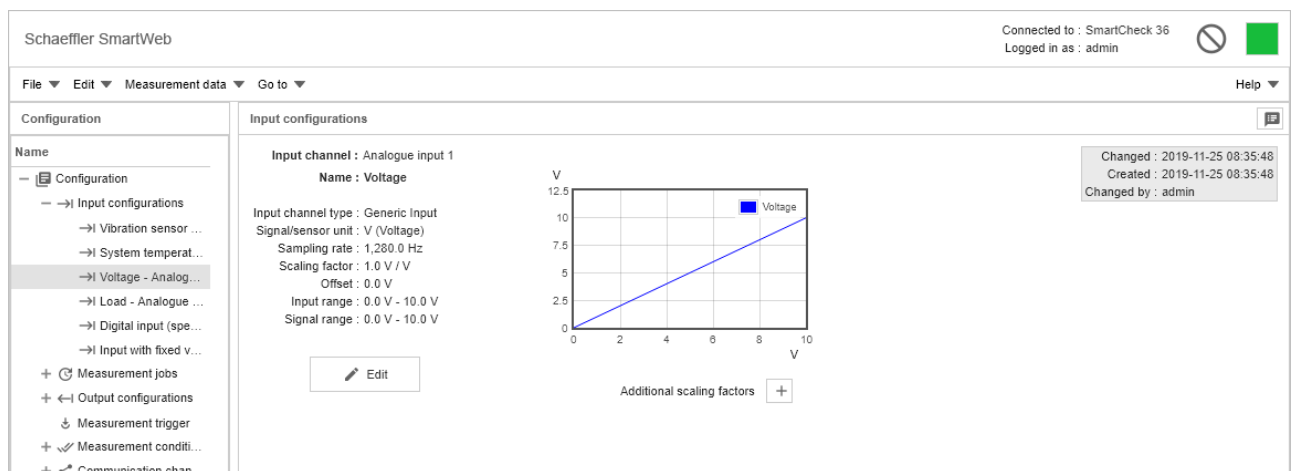 Schaeffler SmartWeb
Connected to : SmartCheck 36
Logged in as : admin
File Edit Measurement data Go to Help
Configuration
Input configurations
Name
Configuration
Input configurations
Vibration sensor ...
System temperat...
Voltage - Analog...
Load - Analogue ...
Digital input (spe...
Input with fixed v...
Measurement jobs
Output configurations
Measurement trigger
Measurement conditi...
Communication chan
Input channel : Analogue input 1
Name : Voltage
Input channel type : Generic Input
Signal/sensor unit : V (Voltage)
Sampling rate : 1,280.0 Hz
Scaling factor : 1.0 V / V
Offset : 0.0 V
Input range : 0.0 V - 10.0 V
Signal range : 0.0 V - 10.0 V
Edit
V
12.5
10
7.5
5
2.5
0
Voltage
0 2 4 6 8 10
V
Additional scaling factors +
Changed : 2019-11-25 08:35:48
Created : 2019-11-25 08:35:48
Changed by : admin